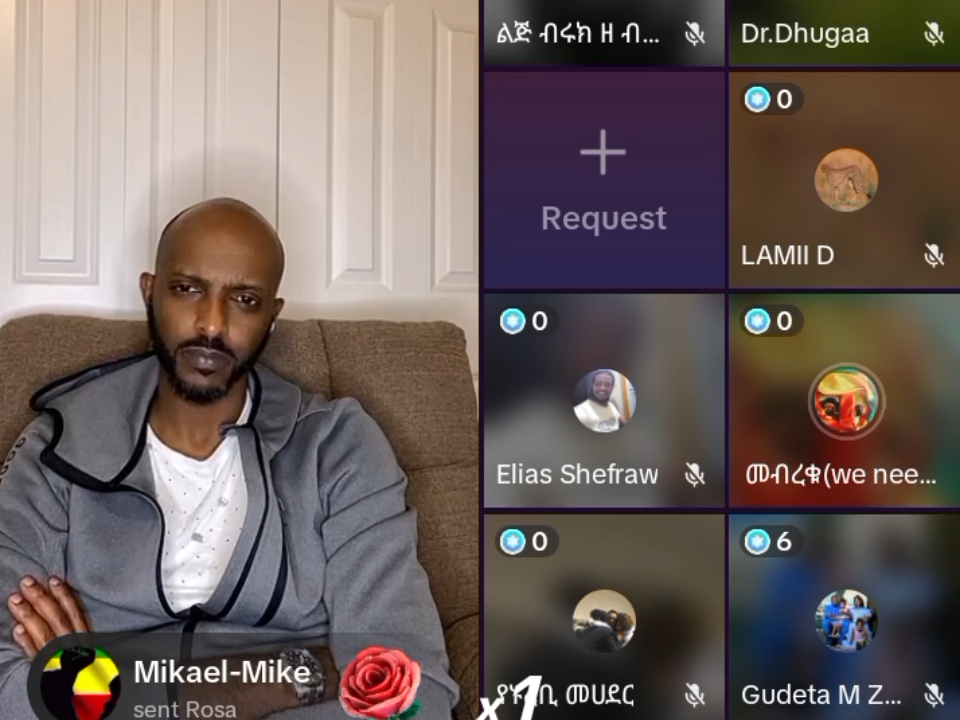 ልጅ ብሩክ ዘ ብ...
Dr.Dhugaa
0
Request
LAMII D
0
0
Elias Shefraw
መብረቁ(we nee...
0
6
መሀደር
Gudeta M Z...
Mikael-Mike
sent Rosa
x1